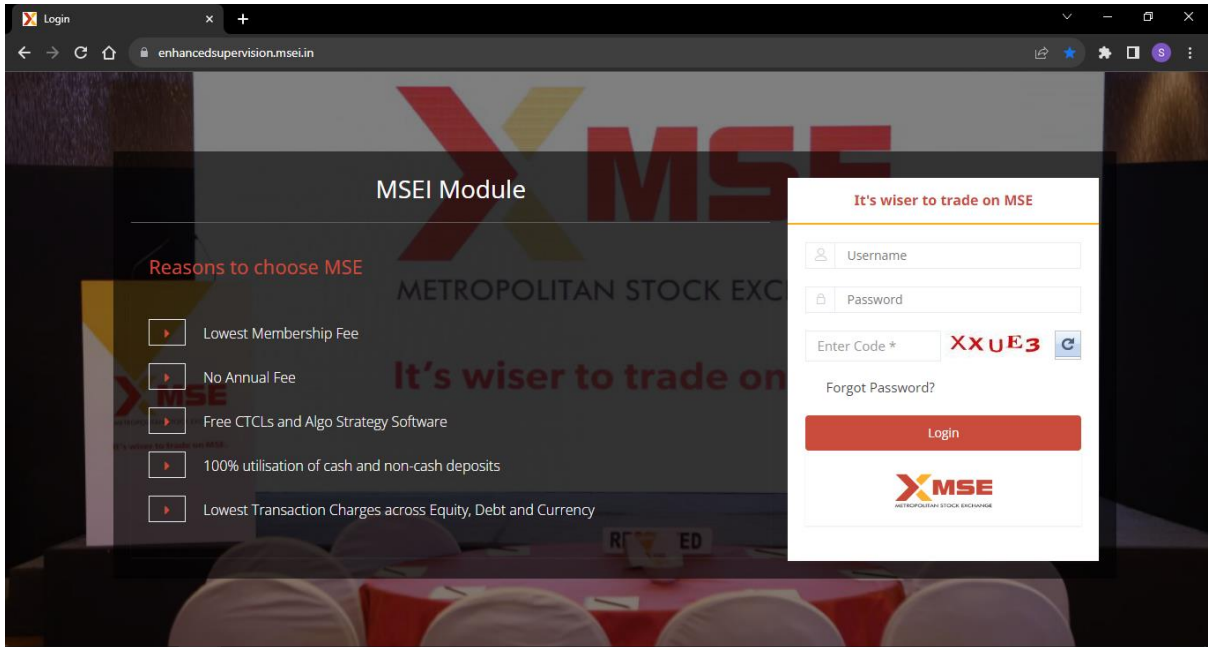 Login
enhancedsupervision.msei.in
S
MSE
METROPOLITAN STOCK EXC
It's wiser to trade on
MSEI Module
Reasons to choose MSE
Lowest Membership Fee
No Annual Fee
Free CTCLs and Algo Strategy Software
100% utilisation of cash and non-cash deposits
Lowest Transaction Charges across Equity, Debt and Currency
MSE
It's wiser to trade on MSE
Username
Password
Enter Code *
XXUE3
Forgot Password?
Login
MSE
METROPOLITAN STOCK EXCHANGE